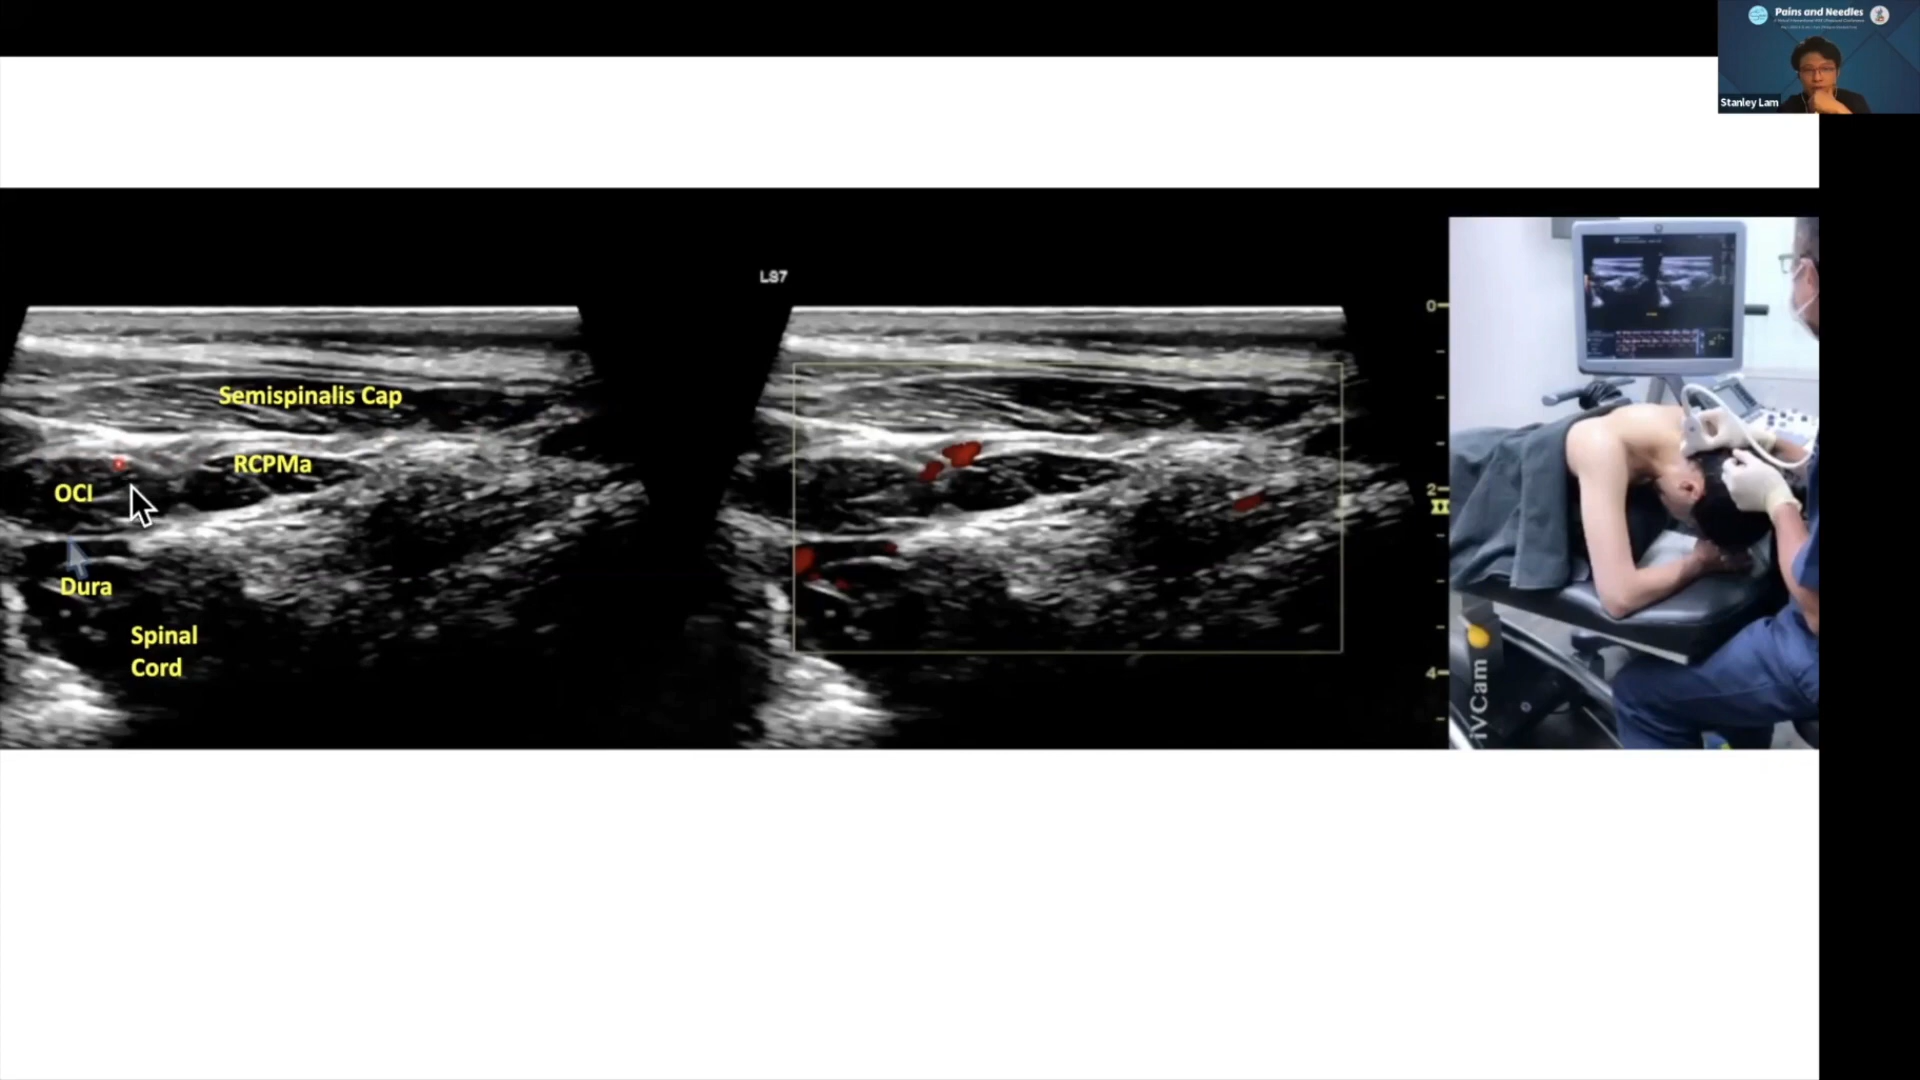 Pains and Needles
Stanley Lam
LS7
0
Semispinalis Cap
RCPMa
OCI
2
Dura
Spinal
Cord
4
iVCam